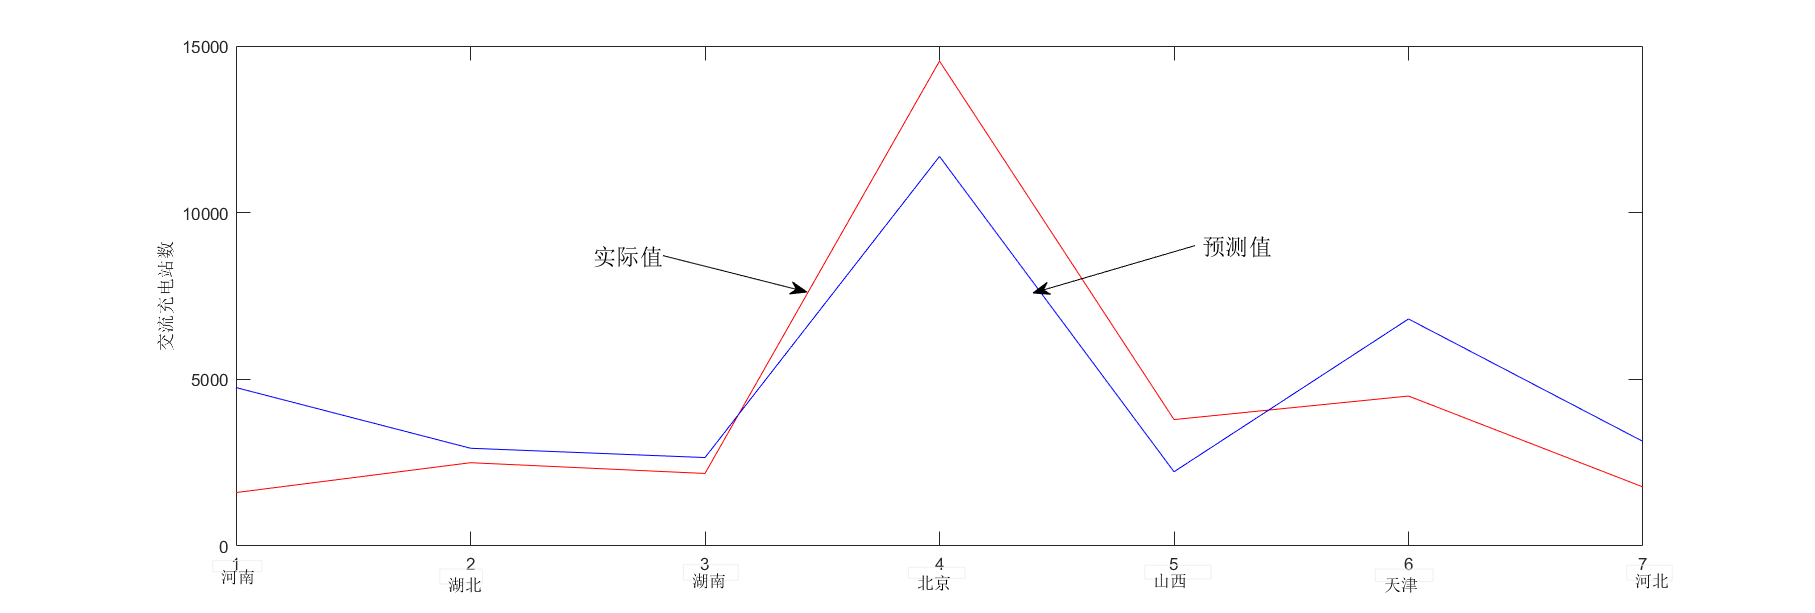 15000
10000
5000
0
交流充电站数
实际值
预测值
1 2 3 4 5 6 7
河南 湖北 湖南 北京 山西 天津 河北